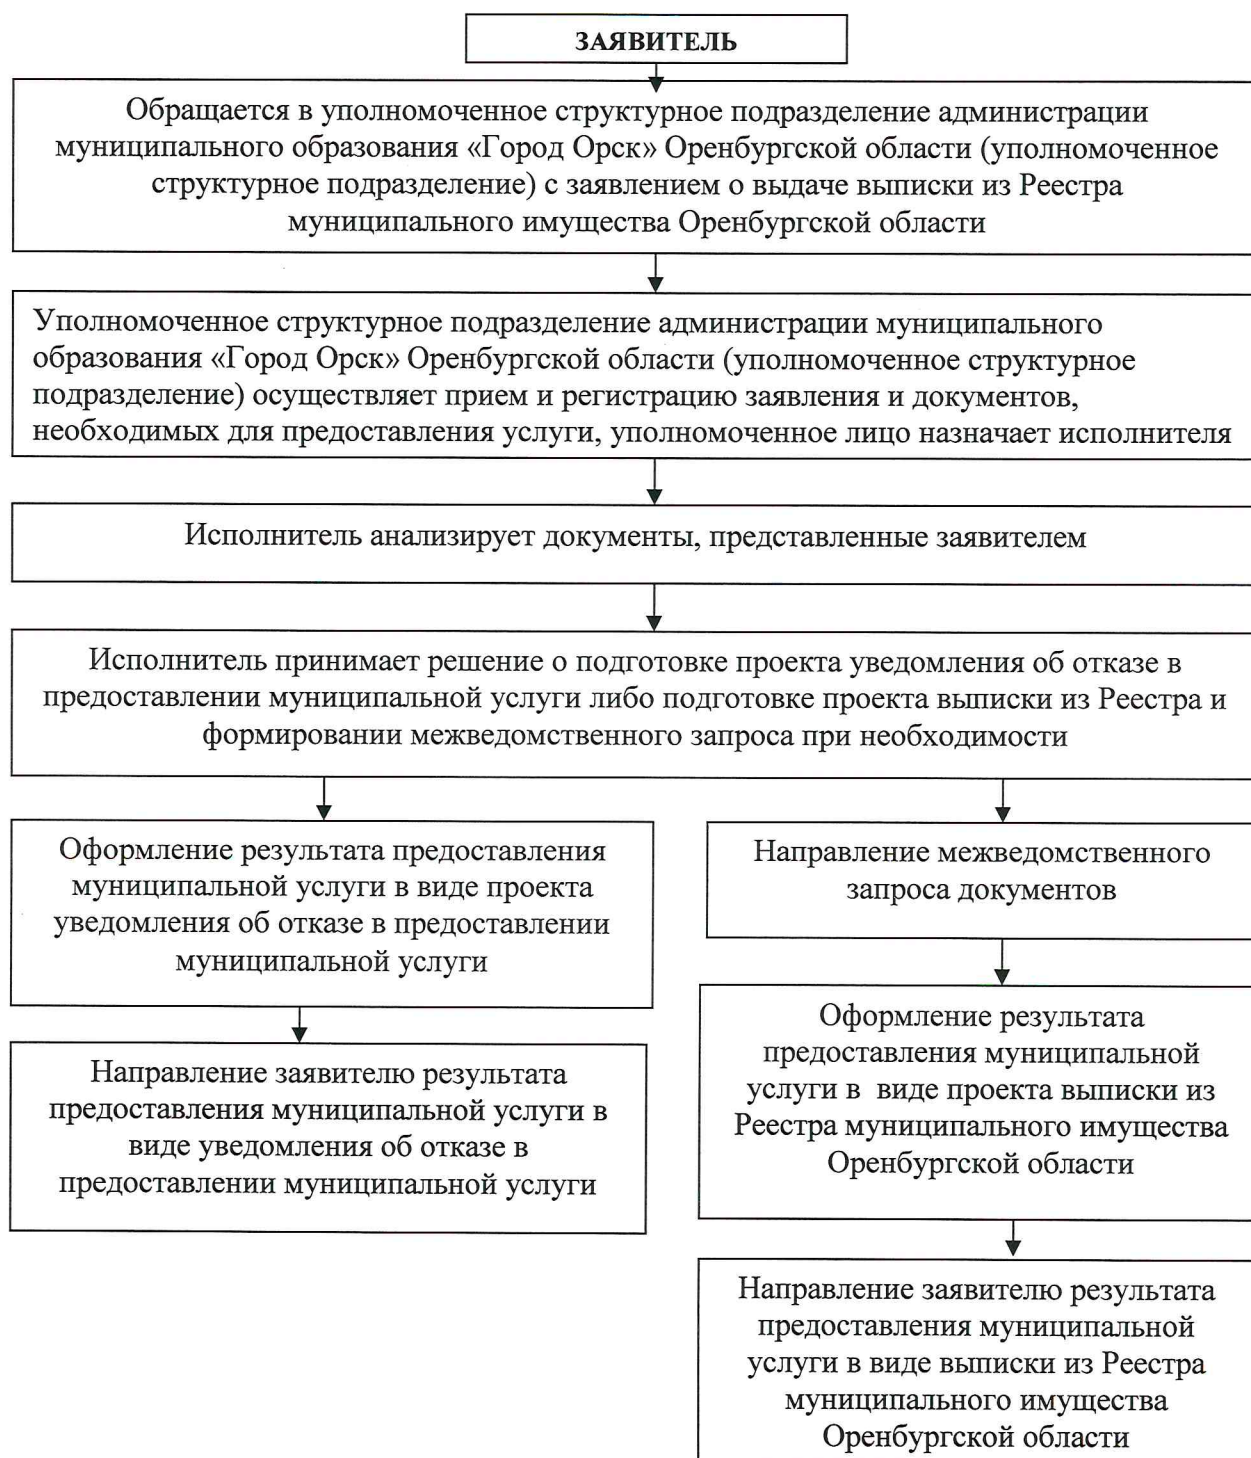 ЗАЯВИТЕЛЬ
Обращается в уполномоченное структурное подразделение администрации
муниципального образования «Город Орск» Оренбургской области (уполномоченное
структурное подразделение) с заявлением о выдаче выписки из Реестра
муниципального имущества Оренбургской области
Уполномоченное структурное подразделение администрации муниципального
образования «Город Орск» Оренбургской области (уполномоченное структурное
подразделение) осуществляет прием и регистрацию заявления и документов,
необходимых для предоставления услуги, уполномоченное лицо назначает исполнителя
Исполнитель анализирует документы, представленные заявителем
Исполнитель принимает решение о подготовке проекта уведомления об отказе в
предоставлении муниципальной услуги либо подготовке проекта выписки из Реестра и
формировании межведомственного запроса при необходимости
Оформление результата предоставления
муниципальной услуги в виде проекта
уведомления об отказе в предоставлении
муниципальной услуги
Направление заявителю результата
предоставления муниципальной услуги в
виде уведомления об отказе в
предоставлении муниципальной услуги
Направление межведомственного
запроса документов
Оформление результата
предоставления муниципальной
услуги в виде проекта выписки из
Реестра муниципального имущества
Оренбургской области
Направление заявителю результата
предоставления муниципальной
услуги в виде выписки из Реестра
муниципального имущества
Оренбургской области